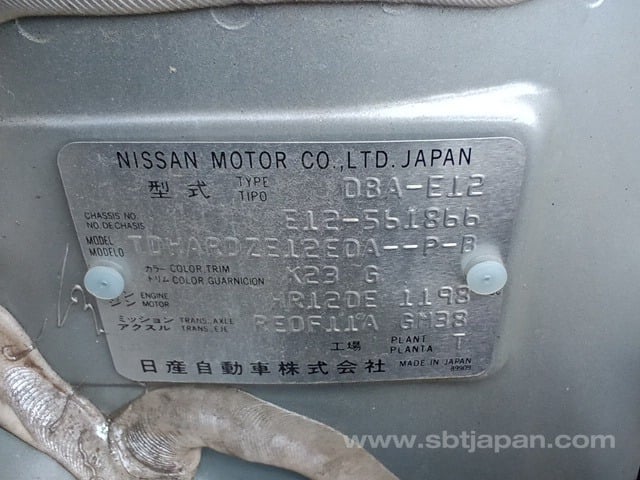 NISSAN MOTOR CO.,LTD. JAPAN
型式 TYPE TIPO DBA-E12
CHASSIS NO. NO. DE CHASIS E12-561866
MODEL MODELO TDHARDZE12EDA--P-B
カラー COLOR, TRIM トリム COLOR GUARNICION K23 G
ン ENGINE ン MOTOR HR12DE 1198
ミッション TRANS. AXLE アクスル TRANS. EJE RE0F11A GM38
工場 PLANT PLANTA T
日産自動車株式会社 MADE IN JAPAN
89909
www.sbtjapan.com